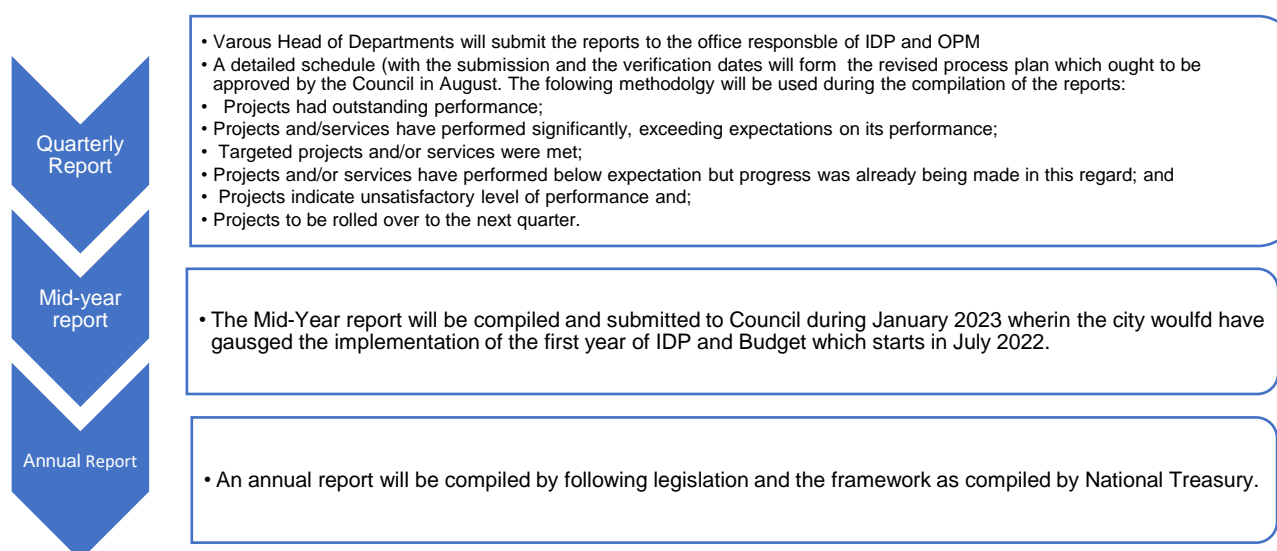 Quarterly
Report
• Varous Head of Departments will submit the reports to the office responsble of IDP and OPM
• A detailed schedule (with the submission and the verification dates will form the revised process plan which ought to be
approved by the Council in August. The folowing methodolgy will be used during the compilation of the reports:
• Projects had outstanding performance;
• Projects and/services have performed significantly, exceeding expectations on its performance;
• Targeted projects and/or services were met;
• Projects and/or services have performed below expectation but progress was already being made in this regard; and
• Projects indicate unsatisfactory level of performance and;
• Projects to be rolled over to the next quarter.
Mid-year
report
• The Mid-Year report will be compiled and submitted to Council during January 2023 wherin the city woulfd have
gausged the implementation of the first year of IDP and Budget which starts in July 2022.
Annual Report
• An annual report will be compiled by following legislation and the framework as compiled by National Treasury.